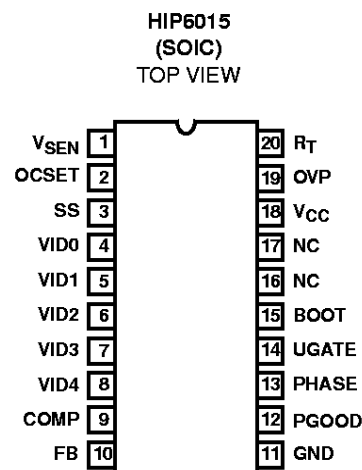 HIP6015
(SOIC)
TOP VIEW
VSEN 1 20 RT
OCSET 2 19 OVP
SS 3 18 VCC
VID0 4 17 NC
VID1 5 16 NC
VID2 6 15 BOOT
VID3 7 14 UGATE
VID4 8 13 PHASE
COMP 9 12 PGOOD
FB 10 11 GND